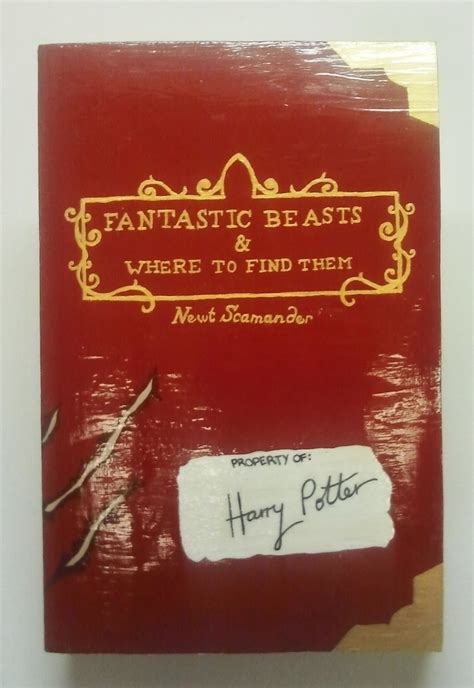 FANTASTIC BEASTS
&
WHERE TO FIND THEM
Newt Scamander
PROPERTY OF:
Harry Potter